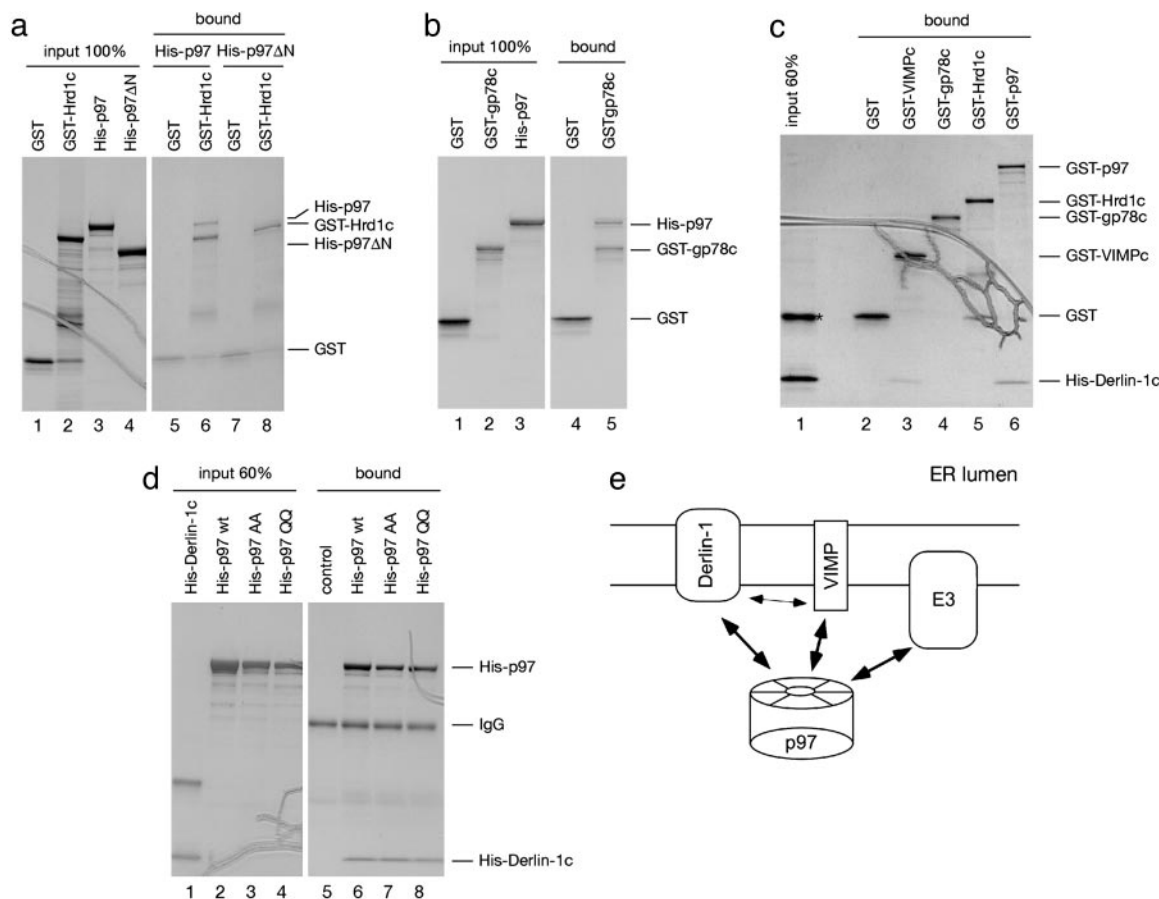 a
bound
input 100%
His-p97 His-p97ΔN
GST
GST-Hrd1c
His-p97
His-p97ΔN
GST
GST-Hrd1c
GST
GST-Hrd1c
His-p97
GST-Hrd1c
His-p97ΔN
GST
1 2 3 4 5 6 7 8
b
input 100% bound
GST
GST-gp78c
His-p97
GST
GSTgp78c
His-p97
GST-gp78c
GST
1 2 3 4 5
c
bound
input 60%
GST
GST-VIMPc
GST-gp78c
GST-Hrd1c
GST-p97
GST-p97
GST-Hrd1c
GST-gp78c
GST-VIMPc
*
GST
His-Derlin-1c
1 2 3 4 5 6
d
input 60% bound
His-Derlin-1c
His-p97 wt
His-p97 AA
His-p97 QQ
control
His-p97 wt
His-p97 AA
His-p97 QQ
His-p97
IgG
His-Derlin-1c
1 2 3 4 5 6 7 8
e
ER lumen
Derlin-1
VIMP
E3
p97